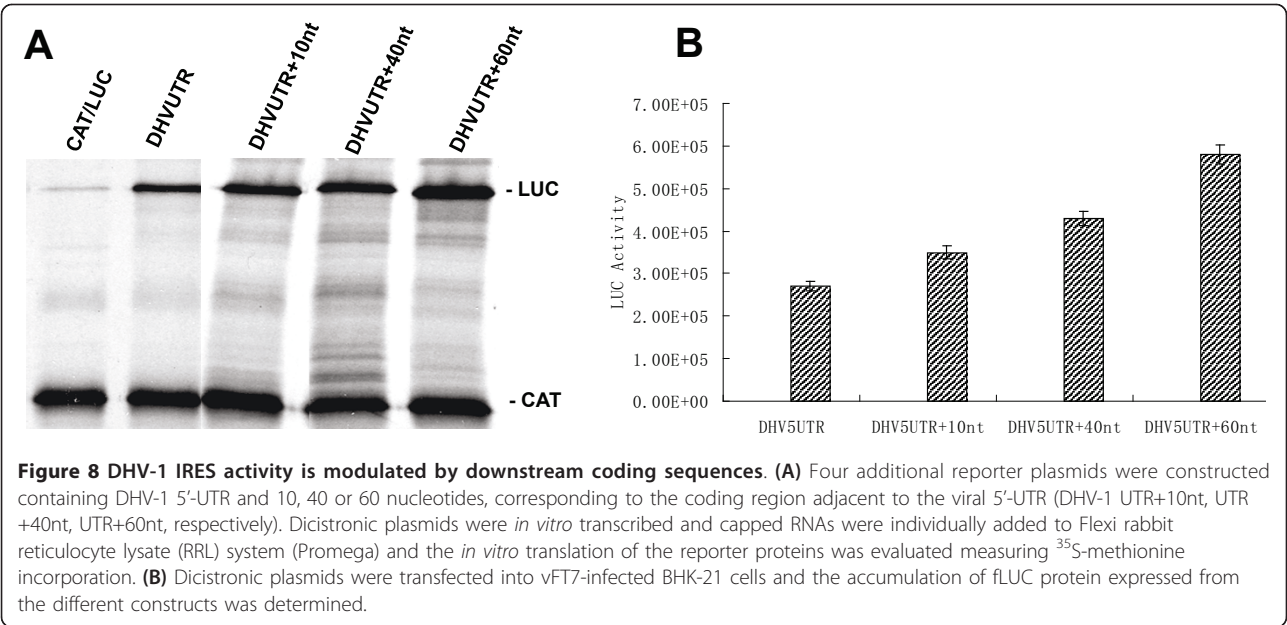 A
B
CAT/LUC
DHVUTR
DHVUTR+10nt
DHVUTR+40nt
DHVUTR+60nt
- LUC
- CAT
7.00E+05
6.00E+05
5.00E+05
4.00E+05
3.00E+05
2.00E+05
1.00E+05
0.00E+00
LUC Activity
DHV5UTR
DHV5UTR+10nt
DHV5UTR+40nt
DHV5UTR+60nt
Figure 8 DHV-1 IRES activity is modulated by downstream coding sequences. (A) Four additional reporter plasmids were constructed
containing DHV-1 5'-UTR and 10, 40 or 60 nucleotides, corresponding to the coding region adjacent to the viral 5'-UTR (DHV-1 UTR+10nt, UTR
+40nt, UTR+60nt, respectively). Dicistronic plasmids were in vitro transcribed and capped RNAs were individually added to Flexi rabbit
reticulocyte lysate (RRL) system (Promega) and the in vitro translation of the reporter proteins was evaluated measuring ³⁵S-methionine
incorporation. (B) Dicistronic plasmids were transfected into vFT7-infected BHK-21 cells and the accumulation of fLUC protein expressed from
the different constructs was determined.